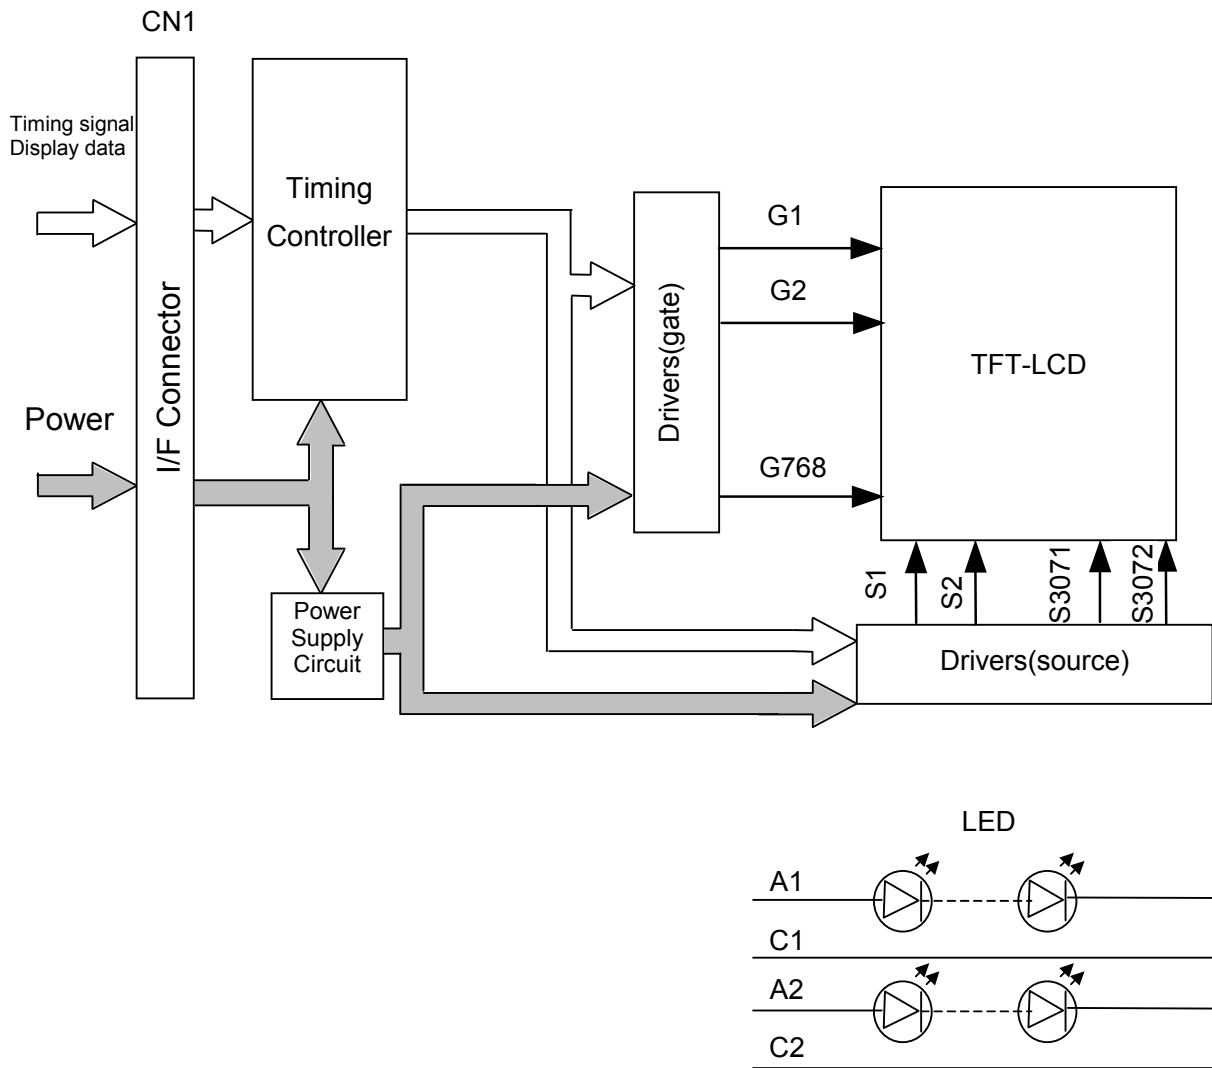 CN1
Timing signal
Display data
Power
I/F Connector
Timing
Controller
Power
Supply
Circuit
Drivers(gate)
G1
G2
G768
TFT-LCD
S1
S2
S3071
S3072
Drivers(source)
LED
A1
C1
A2
C2